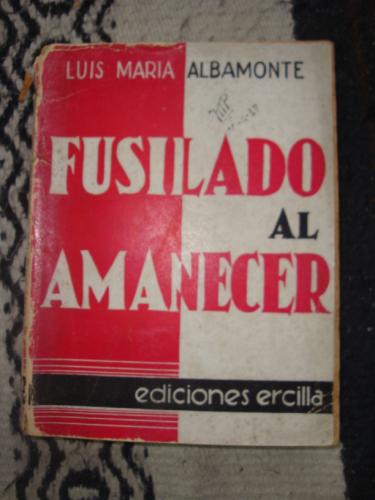 LUIS MARIA ALBAMONTE
FUSILADO
AL
AMANECER
ediciones ercilla